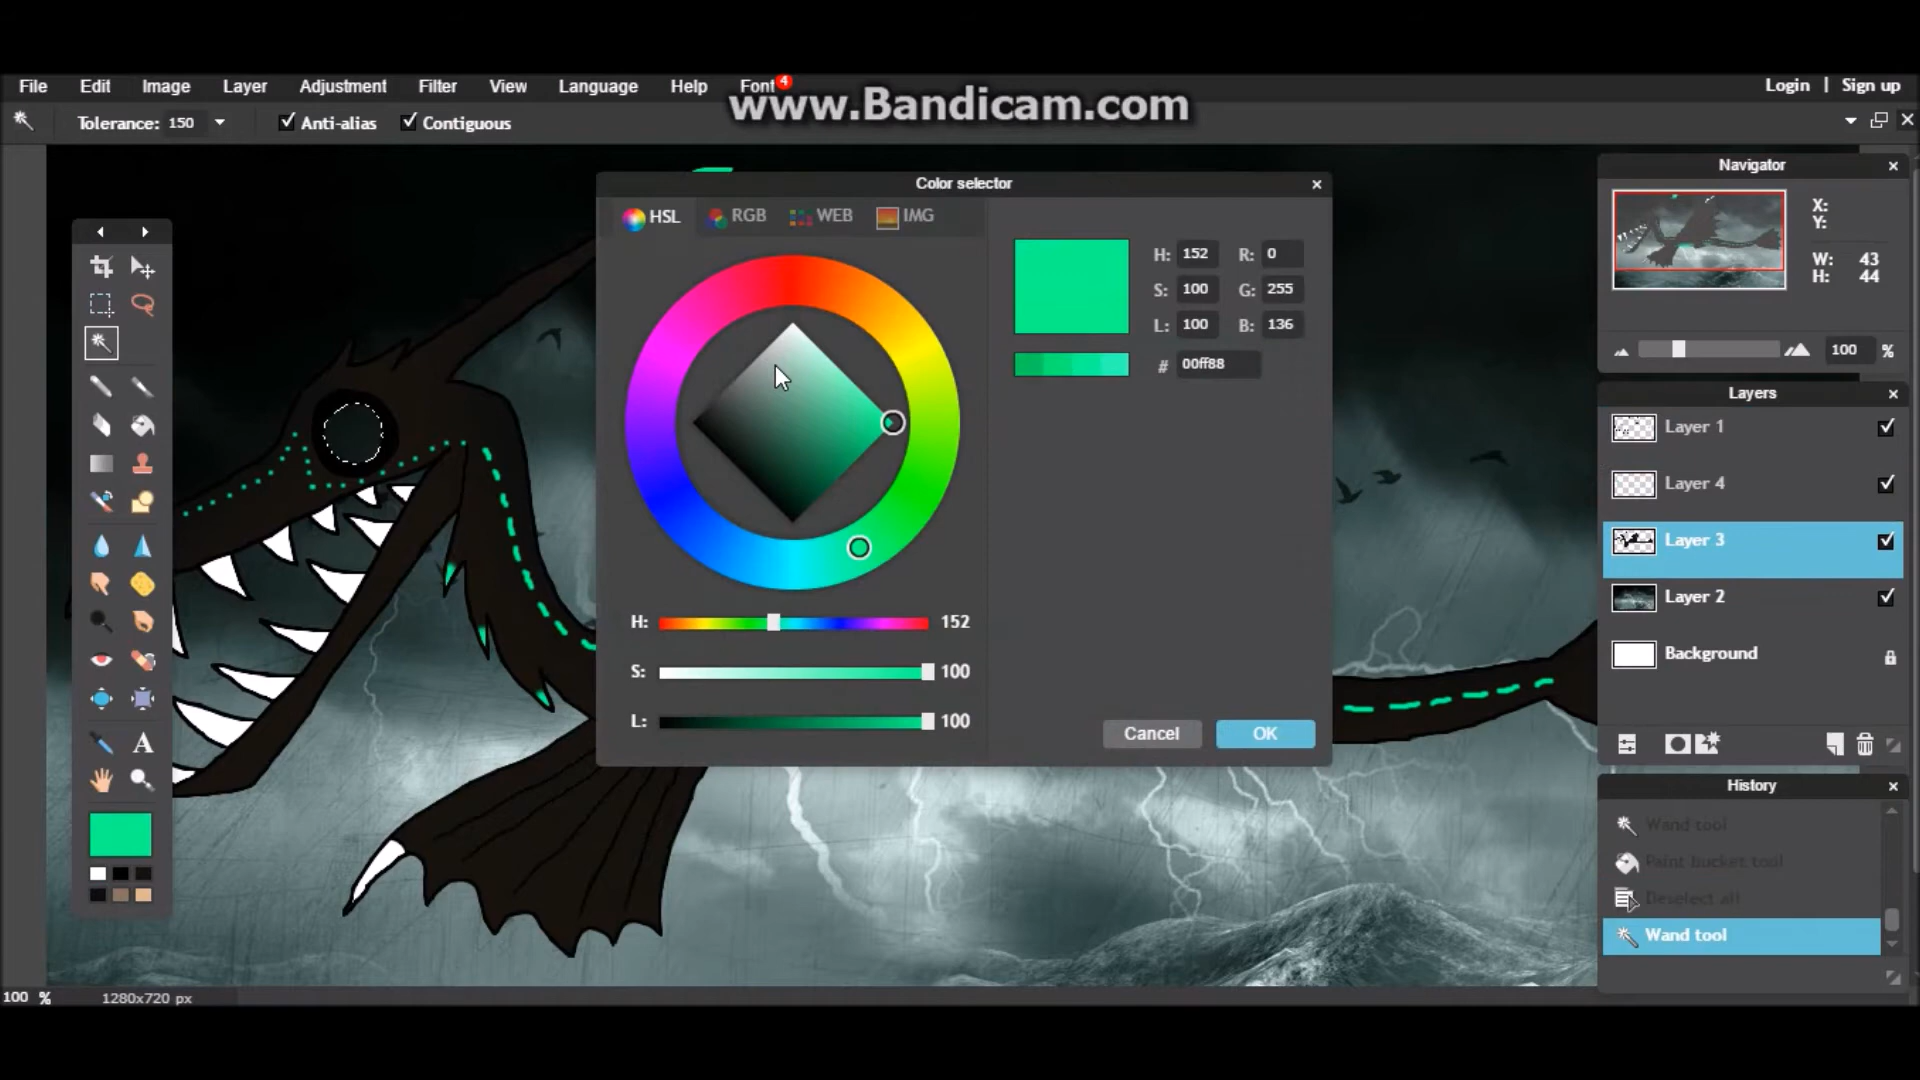 File Edit Image Layer Adjustment Filter View Language Help Font 4 Login | Sign up
www.Bandicam.com
Tolerance: 150 Anti-alias Contiguous
Color selector
HSL RGB WEB IMG
H: 152 R: 0
S: 100 G: 255
L: 100 B: 136
# 00ff88
H: 152
S: 100
L: 100
Cancel OK
Navigator
X:
Y:
W: 43
H: 44
100 %
Layers
Layer 1
Layer 4
Layer 3
Layer 2
Background
History
Wand tool
Paint bucket tool
Deselect all
Wand tool
A
100 % 1280x720 px